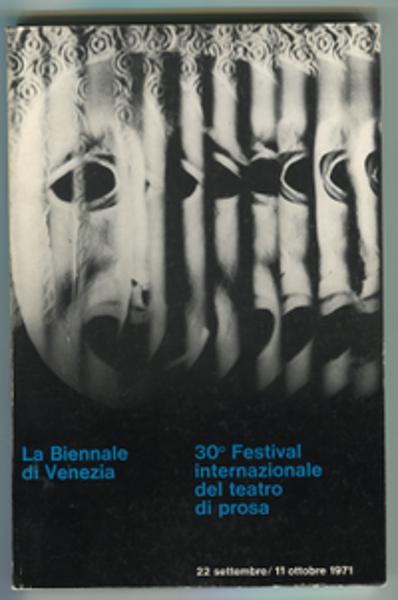 La Biennale
di Venezia
30° Festival
internazionale
del teatro
di prosa
22 settembre/11 ottobre 1971